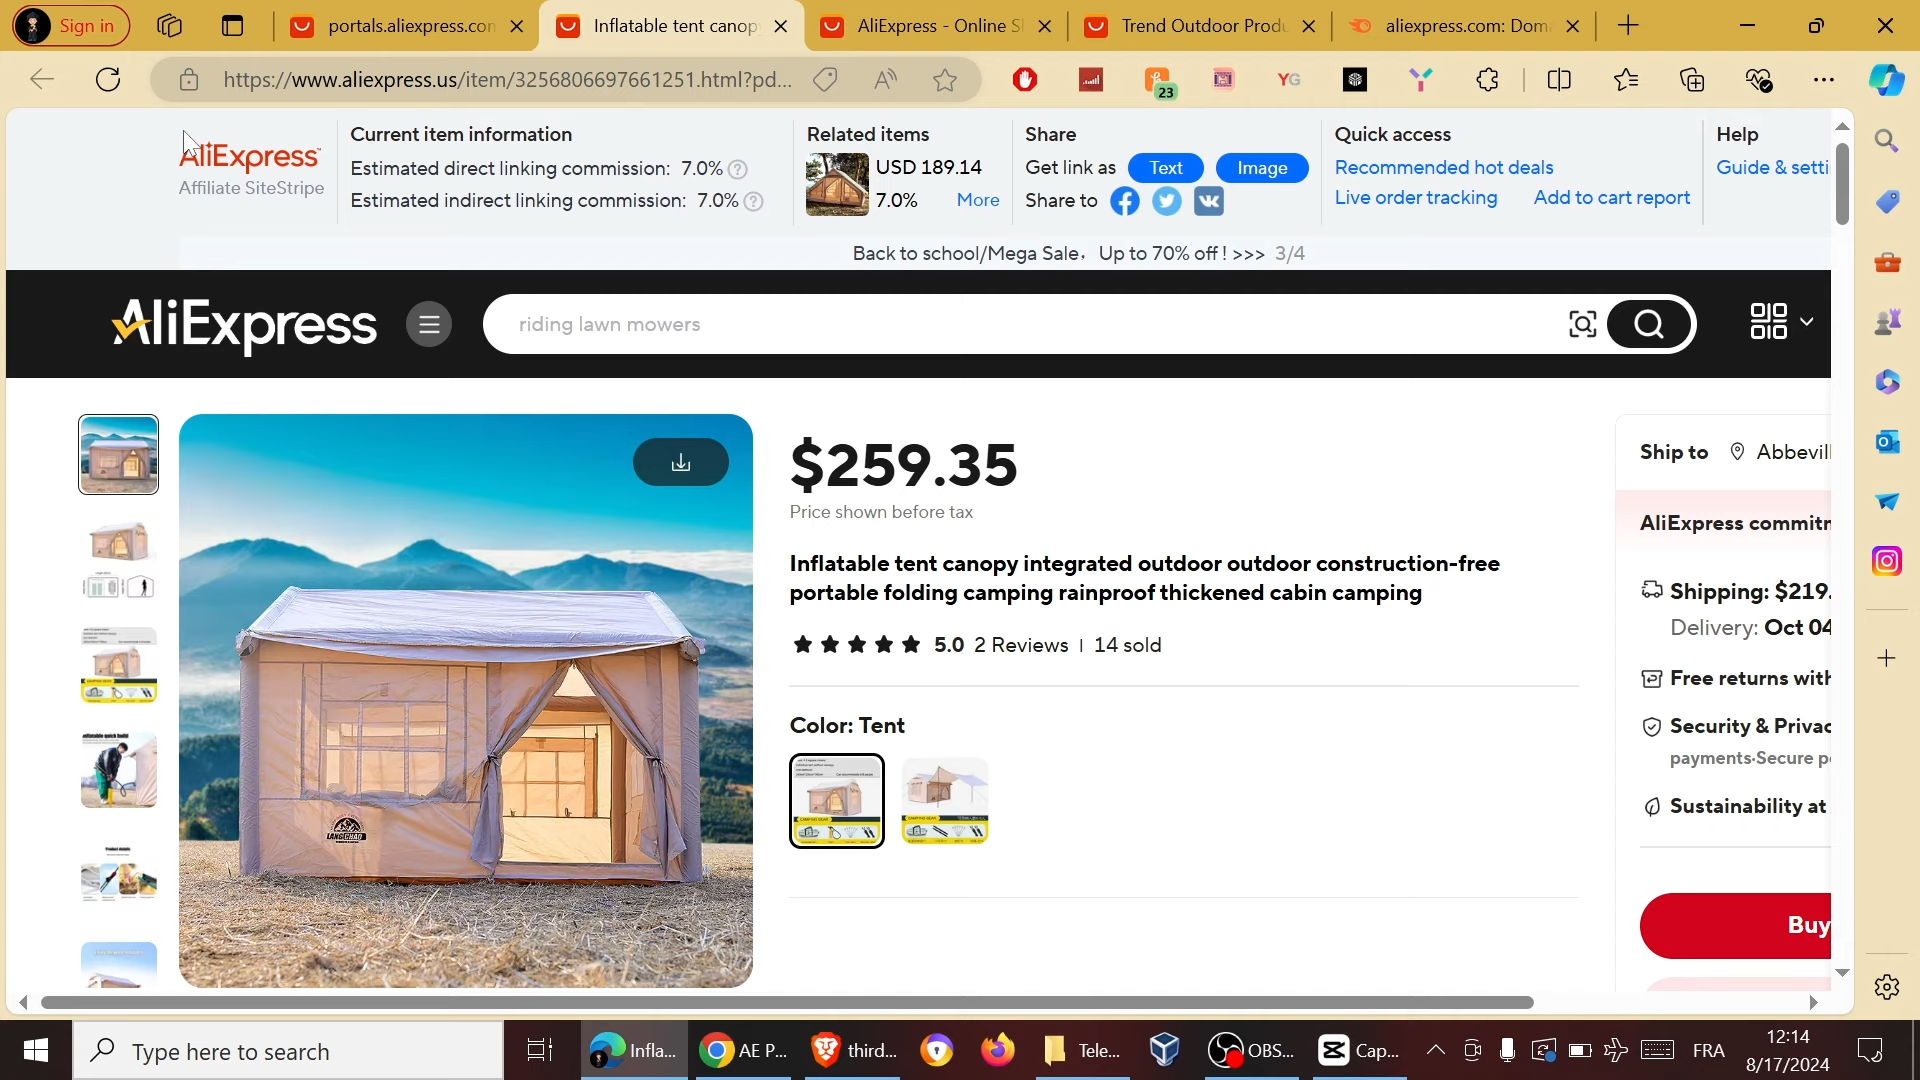 Sign in
portals.aliexpress.con
Inflatable tent canop
AliExpress - Online S
Trend Outdoor Prod
aliexpress.com: Dom
https://www.aliexpress.us/item/3256806697661251.html?pd...
23
YG
AliExpress
Affiliate SiteStripe
Current item information
Estimated direct linking commission: 7.0%
Estimated indirect linking commission: 7.0%
Related items
USD 189.14
7.0% More
Share
Get link as Text Image
Share to
Quick access
Recommended hot deals
Live order tracking Add to cart report
Help
Guide & setti
Back to school/Mega Sale, Up to 70% off ! >>> 3/4
AliExpress
riding lawn mowers
$259.35
Price shown before tax
Inflatable tent canopy integrated outdoor outdoor construction-free
portable folding camping rainproof thickened cabin camping
5.0 2 Reviews | 14 sold
Color: Tent
LANG CHAO
Ship to Abbevill
AliExpress commitm
Shipping: $219.
Delivery: Oct 04
Free returns with
Security & Privac
payments·Secure p
Sustainability at
Buy
Type here to search
Infla...
AE P...
third...
Tele...
OBS...
Cap...
FRA
12:14
8/17/2024